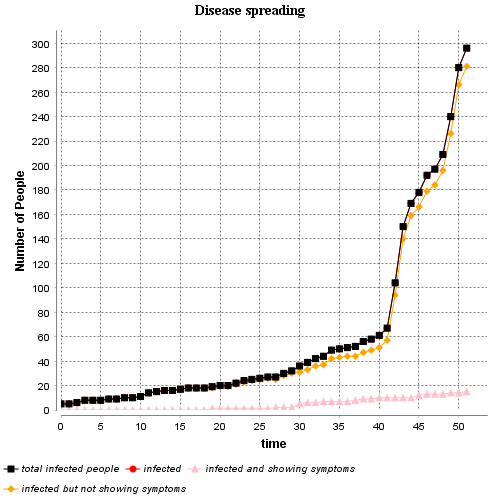 Disease spreading
300
280
260
240
220
200
180
160
140
120
100
80
60
40
20
0
Number of People
0 5 10 15 20 25 30 35 40 45 50
time
total infected people infected infected and showing symptoms
infected but not showing symptoms